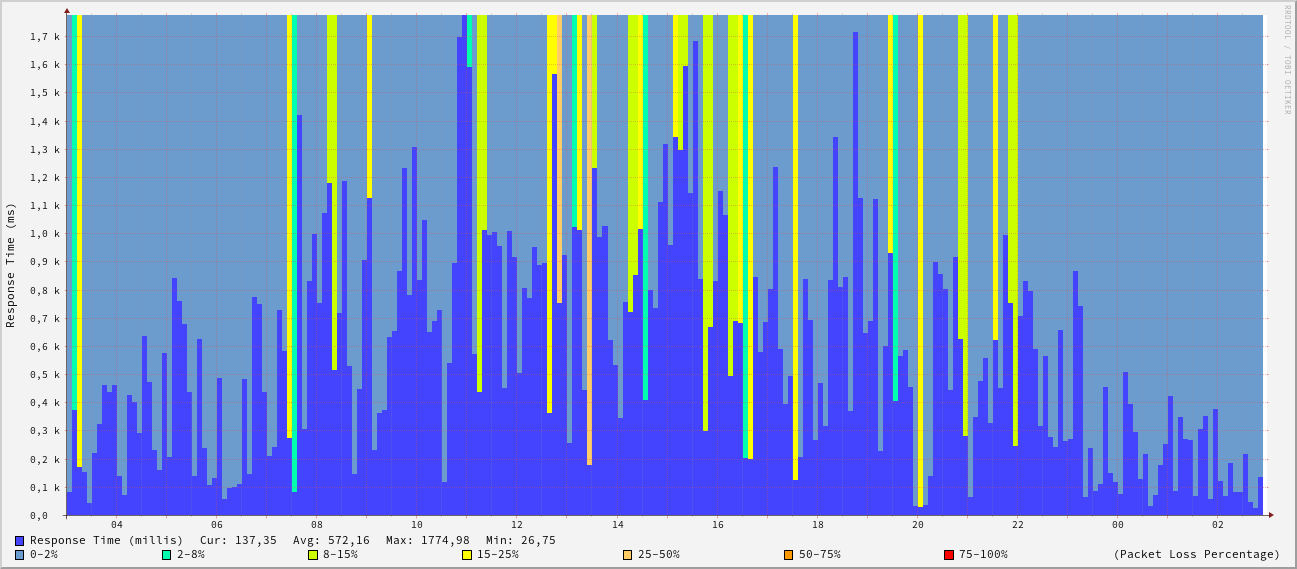 RRDTOOL / TOBI OETIKER
Response Time (ms)
1,7 k
1,6 k
1,5 k
1,4 k
1,3 k
1,2 k
1,1 k
1,0 k
0,9 k
0,8 k
0,7 k
0,6 k
0,5 k
0,4 k
0,3 k
0,2 k
0,1 k
0,0
04 06 08 10 12 14 16 18 20 22 00 02
Response Time (millis) Cur: 137,35 Avg: 572,16 Max: 1774,98 Min: 26,75
0-2% 2-8% 8-15% 15-25% 25-50% 50-75% 75-100% (Packet Loss Percentage)